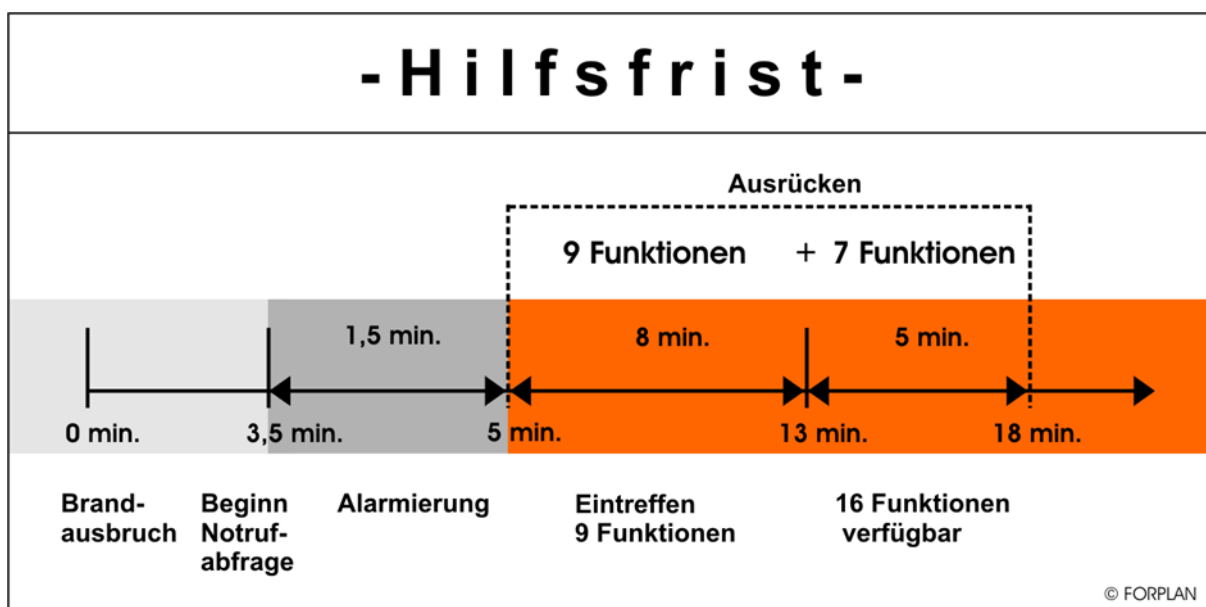 - H i l f s f r i s t -
Ausrücken
9 Funktionen + 7 Funktionen
1,5 min. 8 min. 5 min.
0 min. 3,5 min. 5 min. 13 min. 18 min.
Brand-
ausbruch
Beginn
Notruf-
abfrage
Alarmierung
Eintreffen
9 Funktionen
16 Funktionen
verfügbar
© FORPLAN